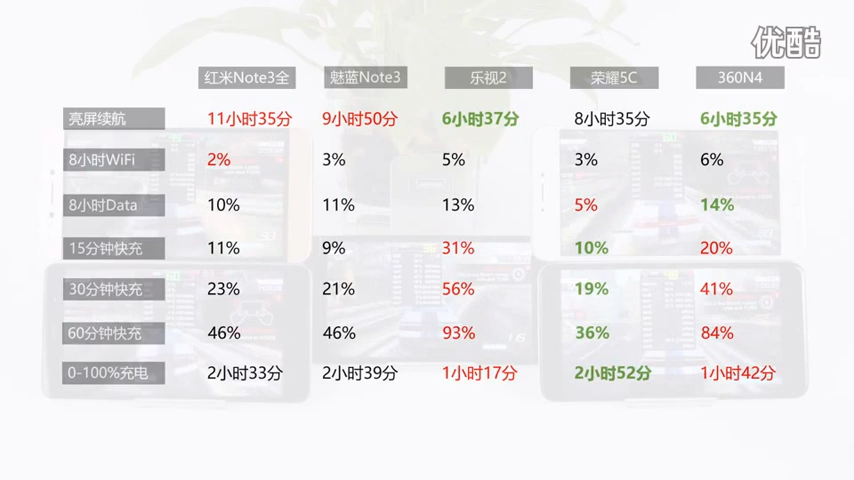 优酷
红米Note3全 魅蓝Note3 乐视2 荣耀5C 360N4
亮屏续航 11小时35分 9小时50分 6小时37分 8小时35分 6小时35分
8小时WiFi 2% 3% 5% 3% 6%
8小时Data 10% 11% 13% 5% 14%
15分钟快充 11% 9% 31% 10% 20%
30分钟快充 23% 21% 56% 19% 41%
60分钟快充 46% 46% 93% 36% 84%
0-100%充电 2小时33分 2小时39分 1小时17分 2小时52分 1小时42分